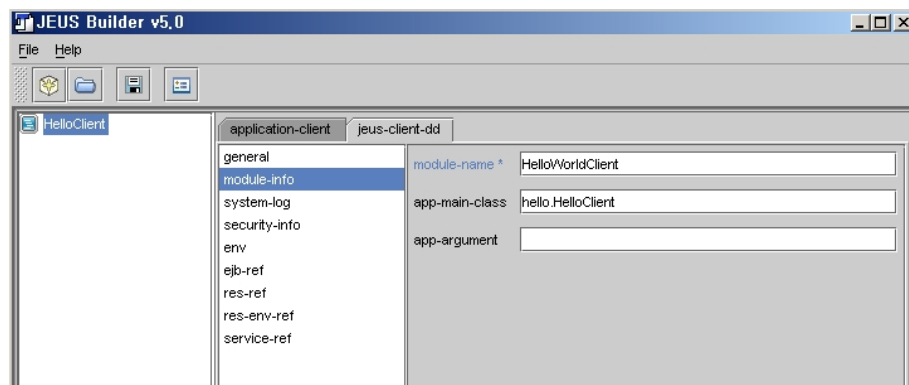 JEUS Builder v5.0
File Help
HelloClient
application-client jeus-client-dd
general
module-info
system-log
security-info
env
ejb-ref
res-ref
res-env-ref
service-ref
module-name * HelloWorldClient
app-main-class hello.HelloClient
app-argument